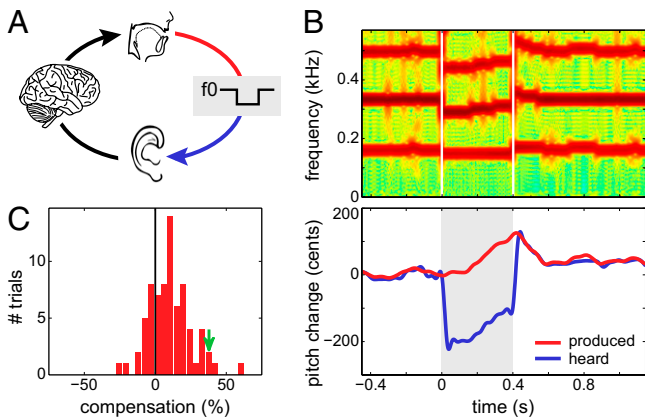 A
f0
B
frequency (kHz)
0.4
0.2
0
C
# trials
10
5
0
−50
0
50
compensation (%)
pitch change (cents)
200
0
−200
produced
heard
−0.4
0
0.4
0.8
time (s)